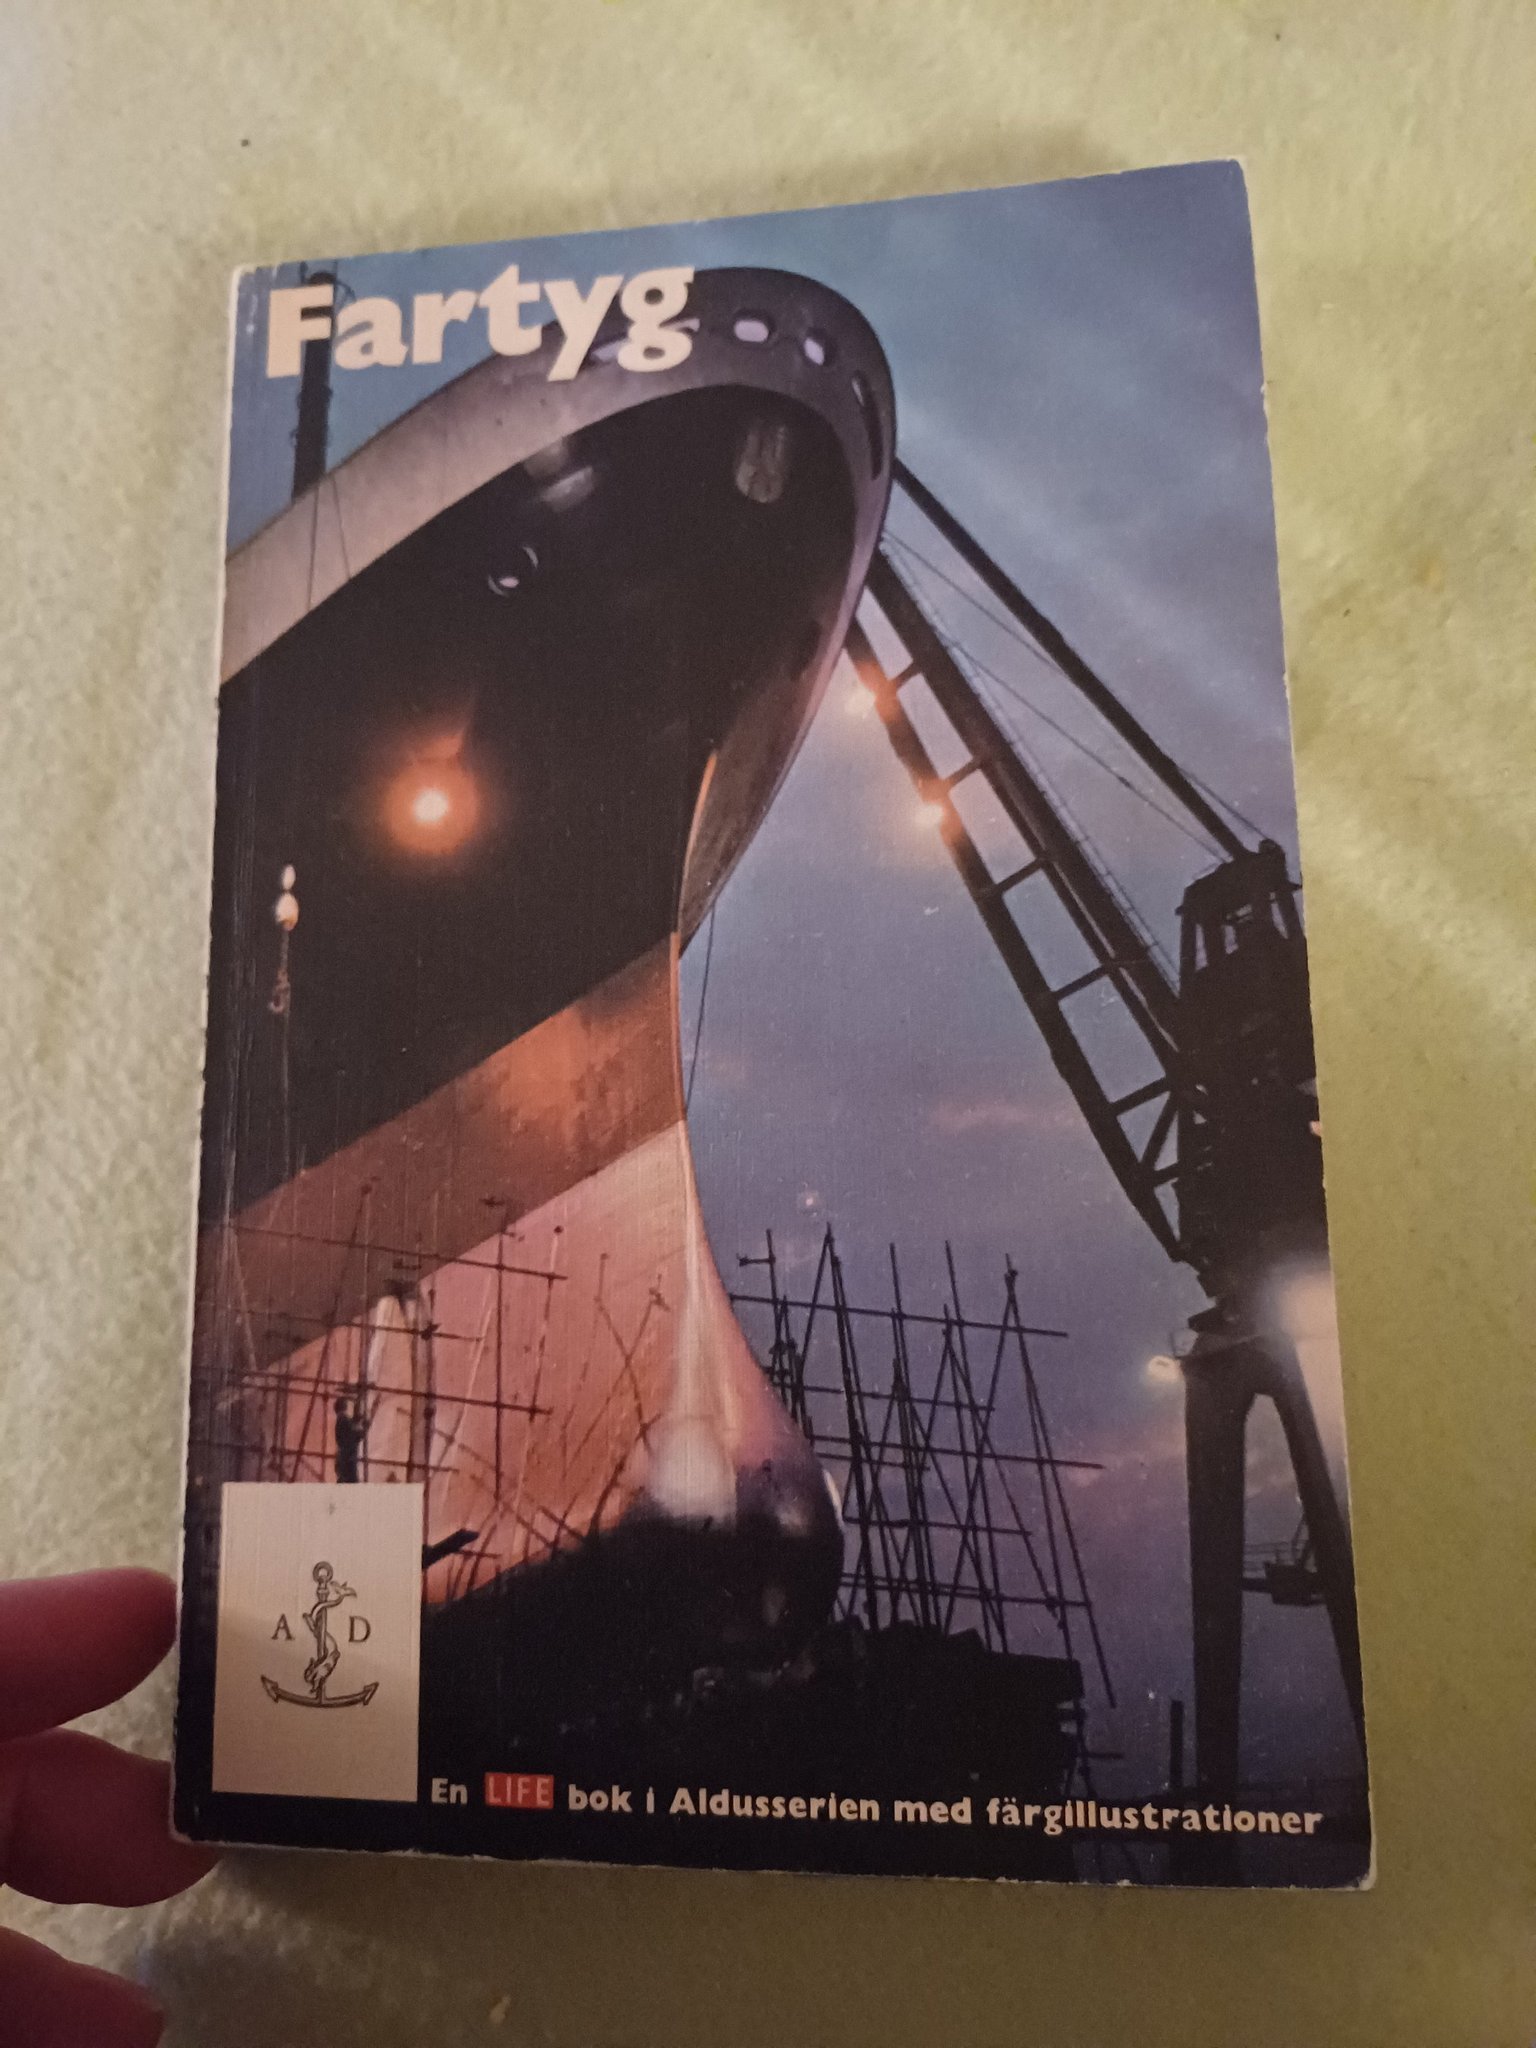 Fartyg
A D
En LIFE bok i Aldusserien med färgillustrationer